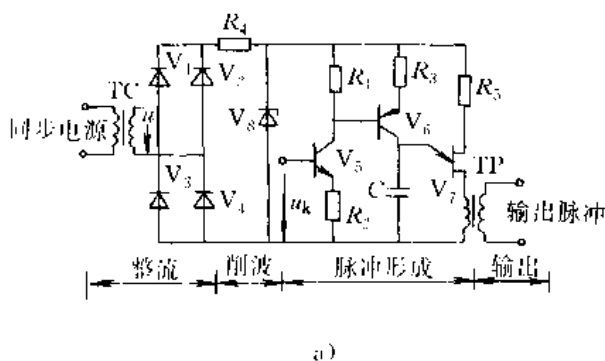 R₄
V₁
V₂
R₁
R₃
R₅
TC
u
V₈
V₆
同步电源
V₅
TP
V₃
V₄
uₖ
R₂
C
V₇
输出脉冲
整流
削波
脉冲形成
输出
a)